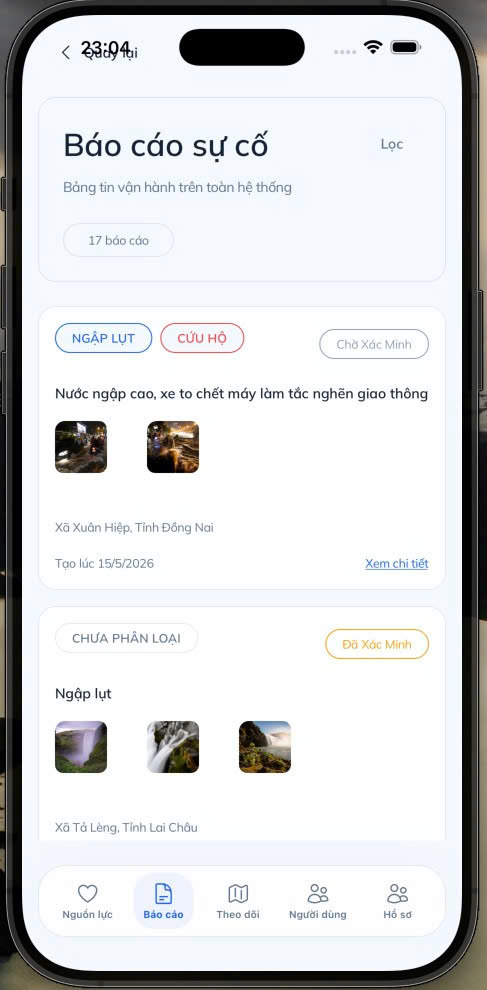 23:04
Quay lại
Báo cáo sự cố
Lọc
Bảng tin vận hành trên toàn hệ thống
17 báo cáo
NGẬP LỤT
CỨU HỘ
Chờ Xác Minh
Nước ngập cao, xe to chết máy làm tắc nghẽn giao thông
Xã Xuân Hiệp, Tỉnh Đồng Nai
Tạo lúc 15/5/2026
Xem chi tiết
CHƯA PHÂN LOẠI
Đã Xác Minh
Ngập lụt
Xã Tả Lèng, Tỉnh Lai Châu
Nguồn lực
Báo cáo
Theo dõi
Người dùng
Hồ sơ